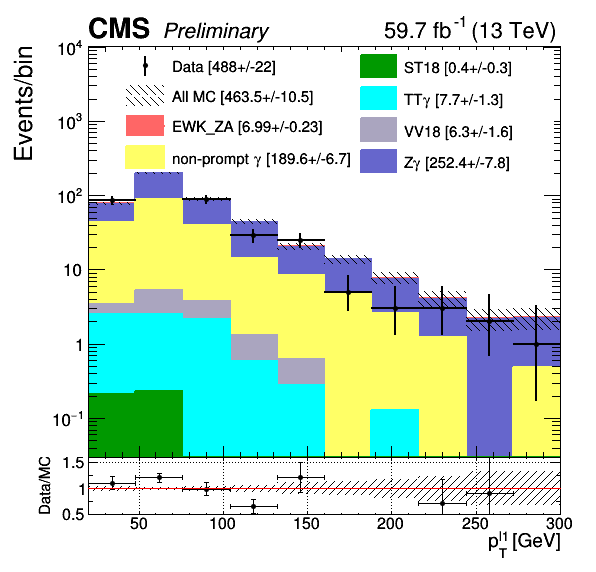 CMS Preliminary 59.7 fb⁻¹ (13 TeV)
Events/bin
10⁴
10³
10²
10
1
10⁻¹
Data [488+/-22]
All MC [463.5+/-10.5]
EWK_ZA [6.99+/-0.23]
non-prompt γ [189.6+/-6.7]
ST18 [0.4+/-0.3]
TTγ [7.7+/-1.3]
VV18 [6.3+/-1.6]
Zγ [252.4+/-7.8]
Data/MC
1.5
1
0.5
50 100 150 200 250 300
p_T^l1 [GeV]